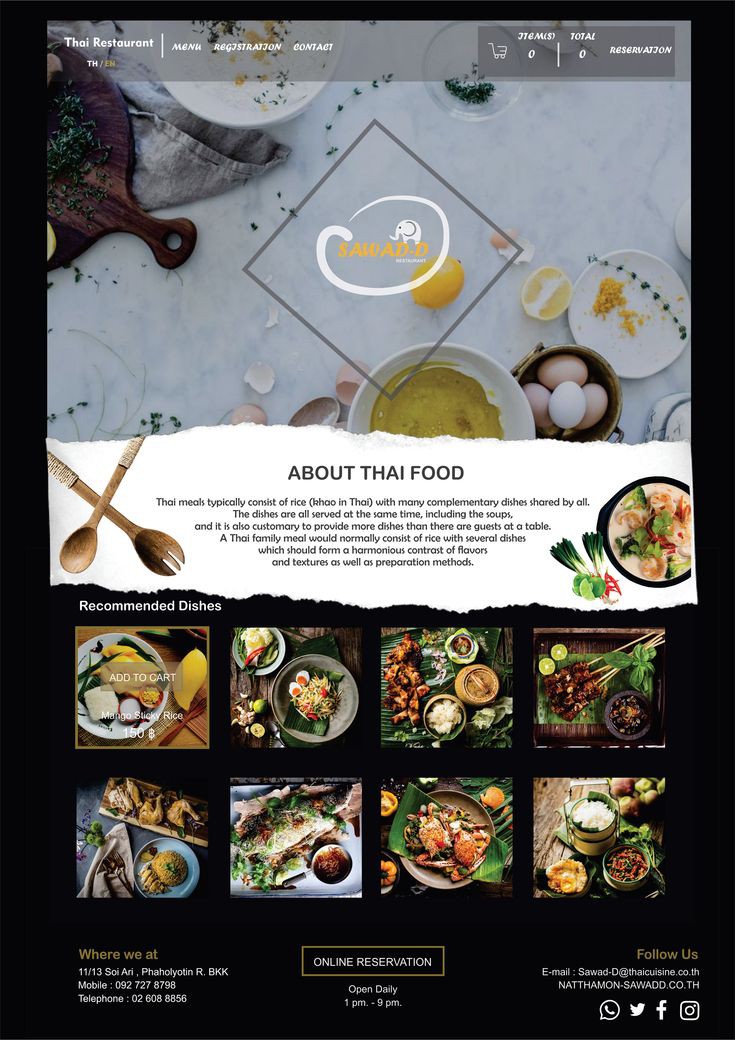 Thai Restaurant
TH / EN
MENU REGISTRATION CONTACT
ITEM(S) TOTAL
0 0
RESERVATION
SAWAD-D
RESTAURANT
ABOUT THAI FOOD
Thai meals typically consist of rice (khao in Thai) with many complementary dishes shared by all.
The dishes are all served at the same time, including the soups,
and it is also customary to provide more dishes than there are guests at a table.
A Thai family meal would normally consist of rice with several dishes
which should form a harmonious contrast of flavors
and textures as well as preparation methods.
Recommended Dishes
ADD TO CART
Mango Sticky Rice
150 ฿
Where we at
11/13 Soi Ari , Phaholyotin R. BKK
Mobile : 092 727 8798
Telephone : 02 608 8856
ONLINE RESERVATION
Open Daily
1 pm. - 9 pm.
Follow Us
E-mail : Sawad-D@thaicuisine.co.th
NATTHAMON-SAWADD.CO.TH